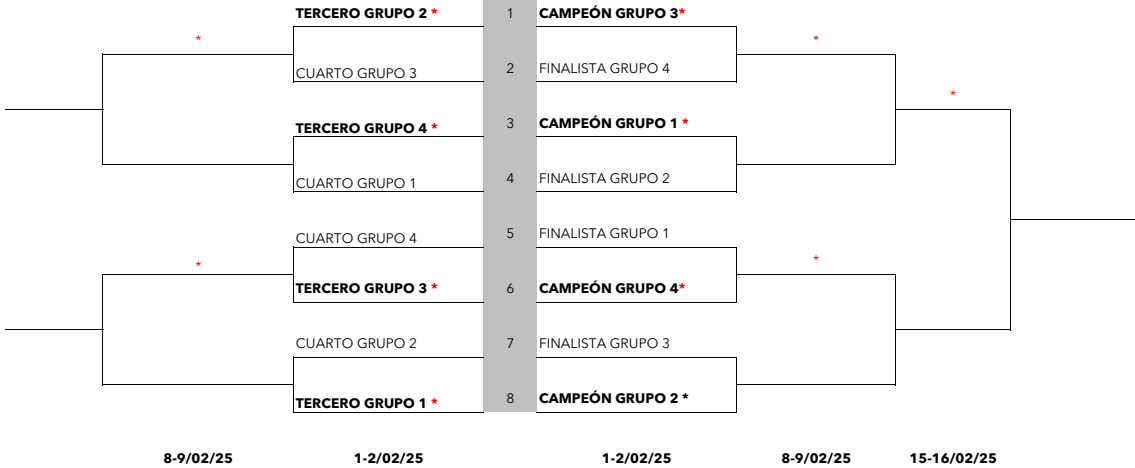 TERCERO GRUPO 2 * 1 CAMPEÓN GRUPO 3*
* *
CUARTO GRUPO 3 2 FINALISTA GRUPO 4
*
TERCERO GRUPO 4 * 3 CAMPEÓN GRUPO 1 *
CUARTO GRUPO 1 4 FINALISTA GRUPO 2
CUARTO GRUPO 4 5 FINALISTA GRUPO 1
* *
TERCERO GRUPO 3 * 6 CAMPEÓN GRUPO 4*
CUARTO GRUPO 2 7 FINALISTA GRUPO 3
TERCERO GRUPO 1 * 8 CAMPEÓN GRUPO 2 *
8-9/02/25 1-2/02/25 1-2/02/25 8-9/02/25 15-16/02/25